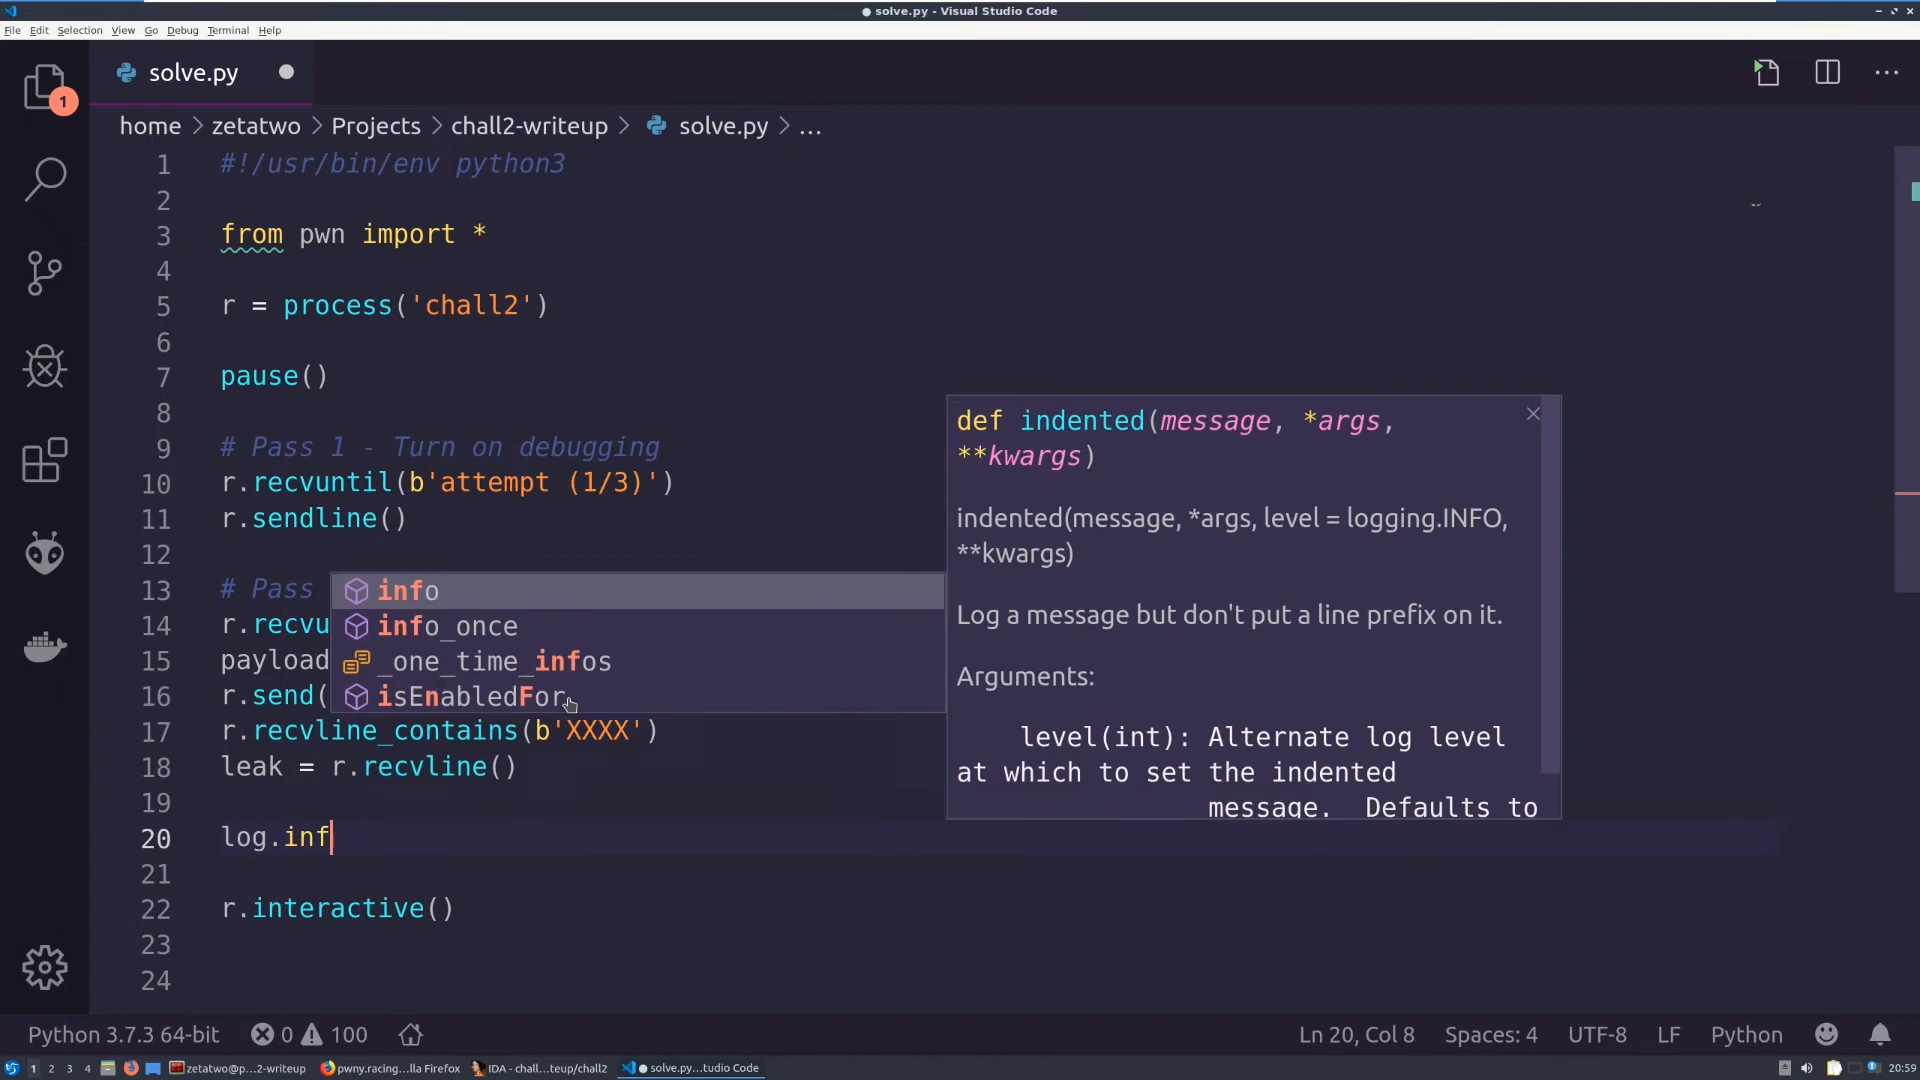 ● solve.py - Visual Studio Code
File Edit Selection View Go Debug Terminal Help
solve.py
1
home > zetatwo > Projects > chall2-writeup > solve.py > ...
1 #!/usr/bin/env python3
2
3 from pwn import *
4
5 r = process('chall2')
6
7 pause()
8
9 # Pass 1 - Turn on debugging
10 r.recvuntil(b'attempt (1/3)')
11 r.sendline()
12
13 # Pass
14 r.recvu
15 payload
16 r.send(
17 r.recvline_contains(b'XXXX')
18 leak = r.recvline()
19
20 log.inf
21
22 r.interactive()
23
24
info
info_once
_one_time_infos
isEnabledFor
def indented(message, *args,
**kwargs)
indented(message, *args, level = logging.INFO,
**kwargs)
Log a message but don't put a line prefix on it.
Arguments:
level(int): Alternate log level
at which to set the indented
message. Defaults to
Python 3.7.3 64-bit 0 100 Ln 20, Col 8 Spaces: 4 UTF-8 LF Python
1 2 3 4 zetatwo@p...2-writeup pwny.racing...lla Firefox IDA - chall...teup/chall2 ● solve.py...tudio Code 20:59